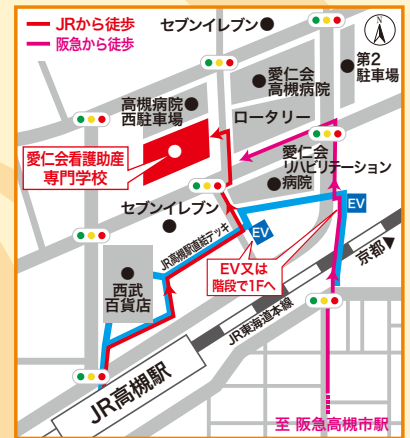 JRから徒歩
阪急から徒歩
セブンイレブン
N
第2
駐車場
愛仁会
高槻病院
高槻病院
西駐車場
ロータリー
愛仁会看護助産
専門学校
愛仁会
リハビリテーション
病院
セブンイレブン
EV
EV
JR高槻駅直結デッキ
EV又は
階段で1Fへ
京都▶
西武
百貨店
JR東海道本線
JR高槻駅
至 阪急高槻市駅